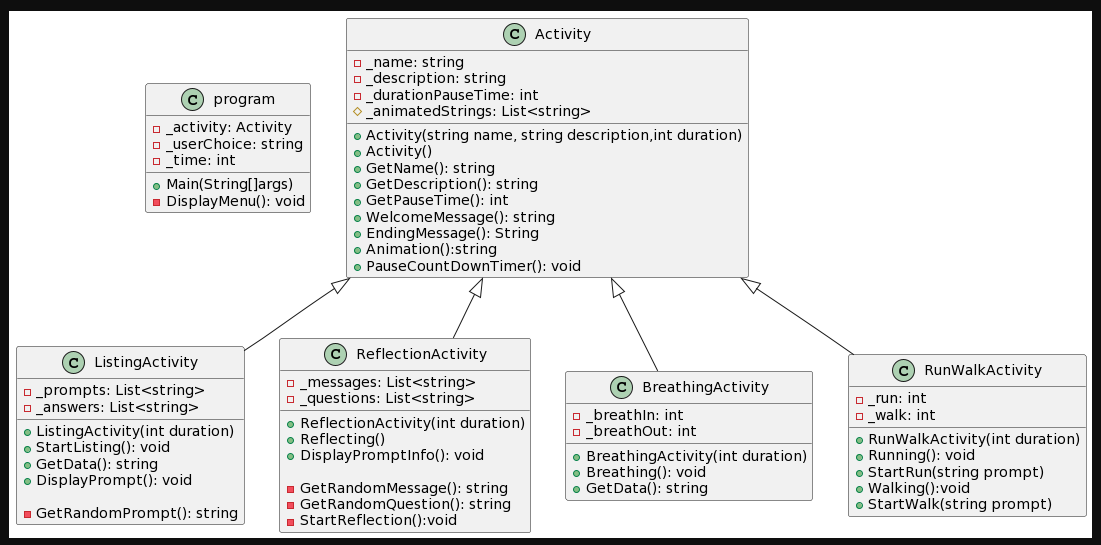 C program
_activity: Activity
_userChoice: string
_time: int
Main(String[]args)
DisplayMenu(): void
C Activity
_name: string
_description: string
_durationPauseTime: int
_animatedStrings: List<string>
Activity(string name, string description,int duration)
Activity()
GetName(): string
GetDescription(): string
GetPauseTime(): int
WelcomeMessage(): string
EndingMessage(): String
Animation():string
PauseCountDownTimer(): void
C ListingActivity
_prompts: List<string>
_answers: List<string>
ListingActivity(int duration)
StartListing(): void
GetData(): string
DisplayPrompt(): void
GetRandomPrompt(): string
C ReflectionActivity
_messages: List<string>
_questions: List<string>
ReflectionActivity(int duration)
Reflecting()
DisplayPromptInfo(): void
GetRandomMessage(): string
GetRandomQuestion(): string
StartReflection():void
C BreathingActivity
_breathIn: int
_breathOut: int
BreathingActivity(int duration)
Breathing(): void
GetData(): string
C RunWalkActivity
_run: int
_walk: int
RunWalkActivity(int duration)
Running(): void
StartRun(string prompt)
Walking():void
StartWalk(string prompt)